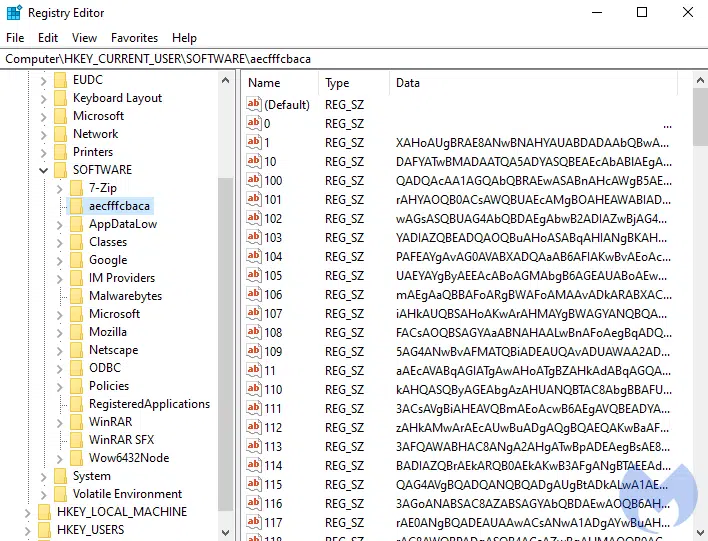 Registry Editor
File Edit View Favorites Help
Computer\HKEY_CURRENT_USER\SOFTWARE\aecfffcbaca
EUDC
Keyboard Layout
Microsoft
Network
Printers
SOFTWARE
7-Zip
aecfffcbaca
AppDataLow
Classes
Google
IM Providers
Malwarebytes
Microsoft
Mozilla
Netscape
ODBC
Policies
RegisteredApplications
WinRAR
WinRAR SFX
Wow6432Node
System
Volatile Environment
HKEY_LOCAL_MACHINE
HKEY_USERS
Name Type Data
(Default) REG_SZ
0 REG_SZ ...
1 REG_SZ XAHoAUgBRAE8ANwBNAHYAUABDADAAbQBwA...
10 REG_SZ DAFYATwBMADAATQA5ADYASQBEAEcAbABIAEgA...
100 REG_SZ QADQAcAA1AGQAbQBRAEwASABnAHcAWgB5AE...
101 REG_SZ rAHYAOQB0ACsAWQBUAEcAMgBOAHEAWABIAD...
102 REG_SZ wAGsASQBUAG4AbQBDAEgAbwB2ADIAZwBjAG4...
103 REG_SZ YADIAZQBEADQAOQBuAHoASABqAHIANgBKAH...
104 REG_SZ PAFEAYgAvAG0AVABXADQAaAB6AFIAKwBvAEoAc...
105 REG_SZ UAEYAYgByAEEAcABoAGMAbgB6AGEAUABoAEw...
106 REG_SZ mAEgAaQBBAFoARgBWAFoAMAAvADkARABXAC...
107 REG_SZ iAHkAUQBSAHoAKwArAHMAYgBWAGYANQBQA...
108 REG_SZ FACsAOQBSAGYAaABNAHAALwBnAFoAegBqADQ...
109 REG_SZ 5AG4ANwBvAFMATQBiADEAUQAvADUAWAA2AD...
11 REG_SZ aAEcAVABqAGIATgAwAHoATgBZAHkAdABqAGQA...
110 REG_SZ kAHQASQByAGEAbgAzAHUANQBTAC8AbgBBAFU...
111 REG_SZ 3ACsAVgBiAHEAVQBmAEoAcwB6AEgAVQBEADYA...
112 REG_SZ zAHkAMwArAEcAUwBuADgAQgBQAEQAKwBaAF...
113 REG_SZ 3AFQAWABHAC8ANgA2AHgATwBpADEAegBsAE8...
114 REG_SZ BADIAZQBrAEkARQB0AEkAKwB3AFgANgBTAEEAd...
115 REG_SZ QAG4AVgBQADQANQBQADgAUgBtADkALwA1AE...
116 REG_SZ 3AGoANABSAC8AZABSAGYAbQBDAEwAOQB6AH...
117 REG_SZ rAE0ANgBQADEAUAAwACsANwA1ADgAYwBuAH...